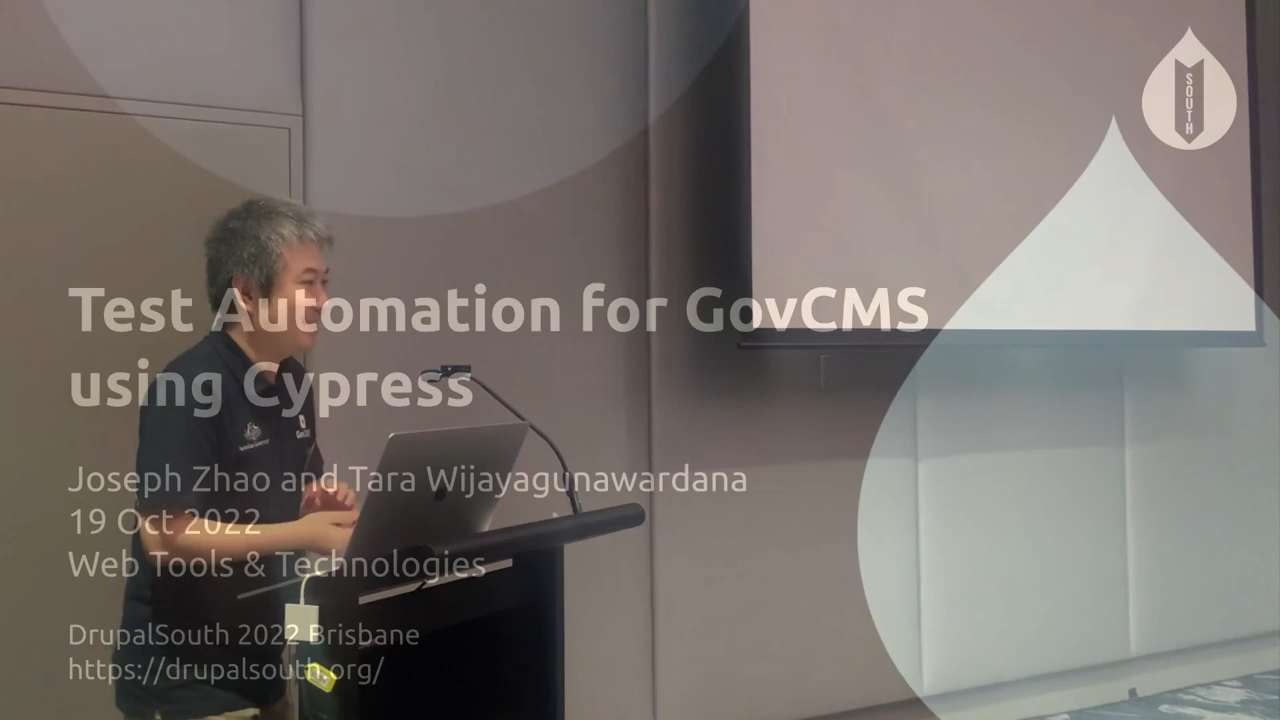 SOUTH
Test Automation for GovCMS
using Cypress
Joseph Zhao and Tara Wijayagunawardana
19 Oct 2022
Web Tools & Technologies
DrupalSouth 2022 Brisbane
https://drupalsouth.org/